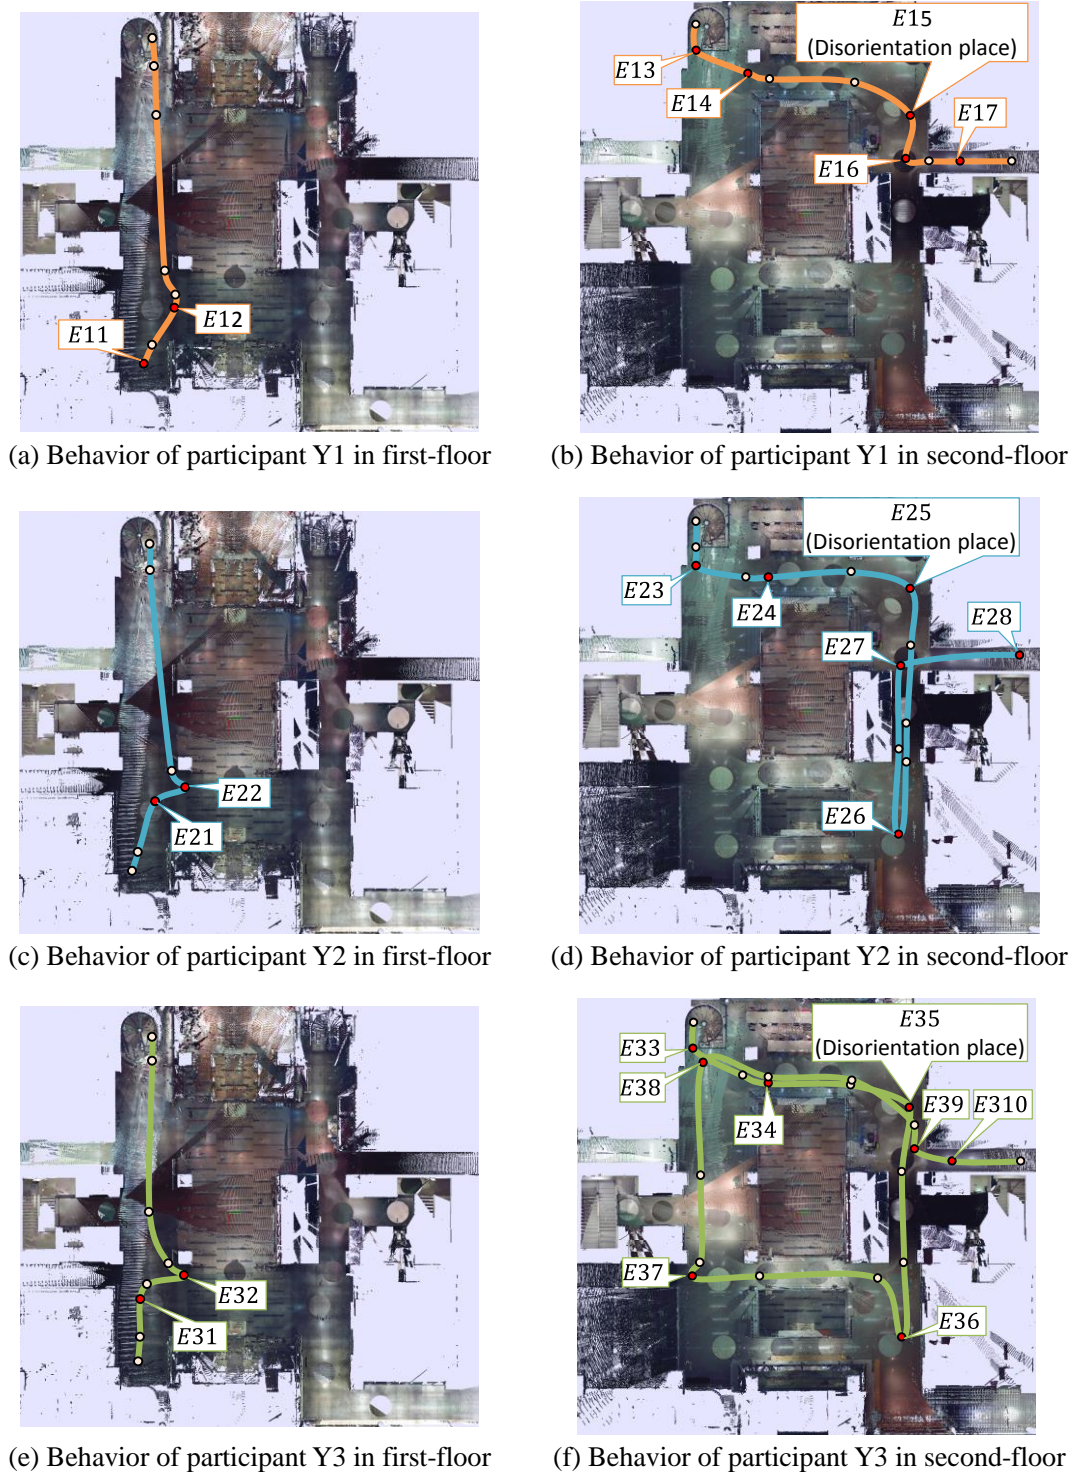 E11
E12
(a) Behavior of participant Y1 in first-floor
E15
(Disorientation place)
E13
E14
E17
E16
(b) Behavior of participant Y1 in second-floor
E22
E21
(c) Behavior of participant Y2 in first-floor
E25
(Disorientation place)
E23
E24
E28
E27
E26
(d) Behavior of participant Y2 in second-floor
E32
E31
(e) Behavior of participant Y3 in first-floor
E35
(Disorientation place)
E33
E38
E34
E39
E310
E37
E36
(f) Behavior of participant Y3 in second-floor